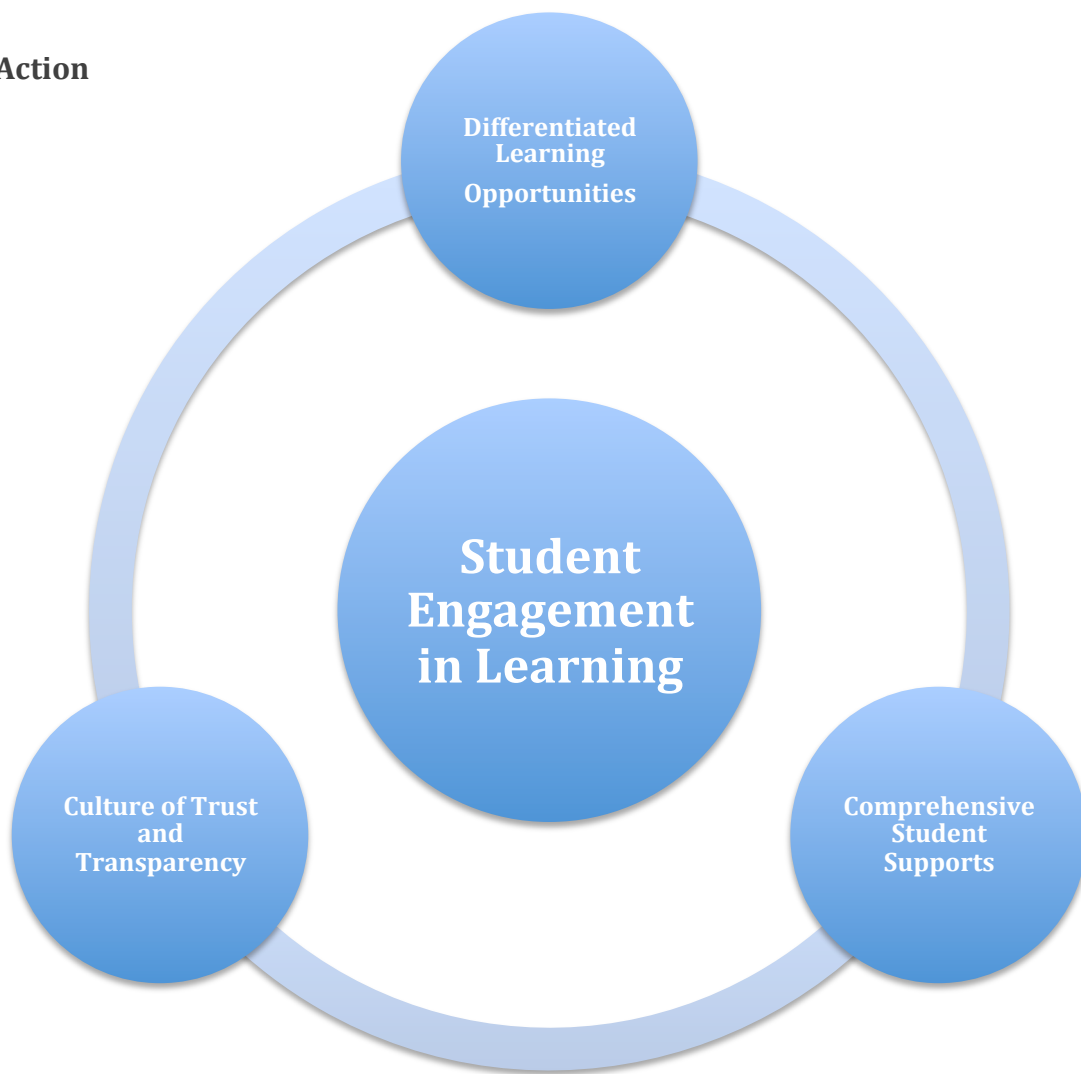 Action
Differentiated
Learning
Opportunities
Student
Engagement
in Learning
Culture of Trust
and
Transparency
Comprehensive
Student
Supports